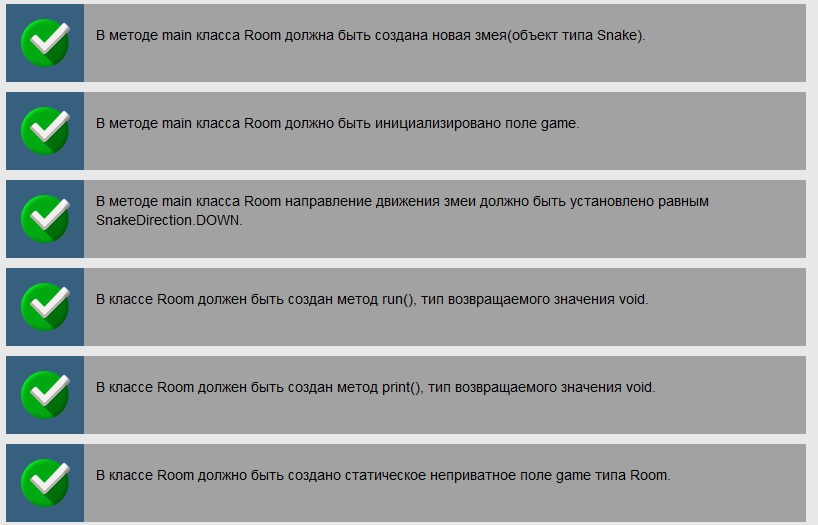 В методе main класса Room должна быть создана новая змея(объект типа Snake).
В методе main класса Room должно быть инициализировано поле game.
В методе main класса Room направление движения змеи должно быть установлено равным
SnakeDirection.DOWN.
В классе Room должен быть создан метод run(), тип возвращаемого значения void.
В классе Room должен быть создан метод print(), тип возвращаемого значения void.
В классе Room должно быть создано статическое неприватное поле game типа Room.